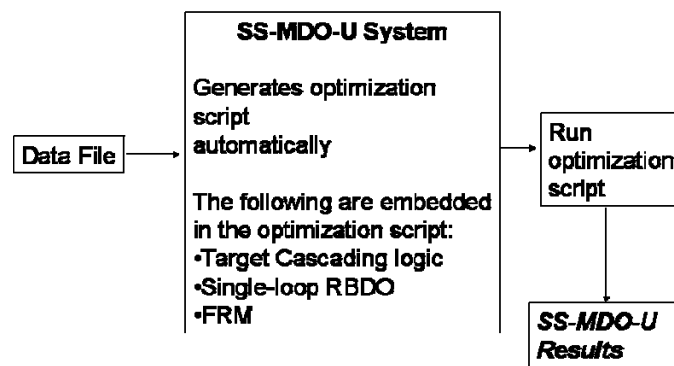 SS-MDO-U System
Generates optimization
script
automatically
Data File
The following are embedded
in the optimization script:
•Target Cascading logic
•Single-loop RBDO
•FRM
Run
optimization
script
SS-MDO-U
Results